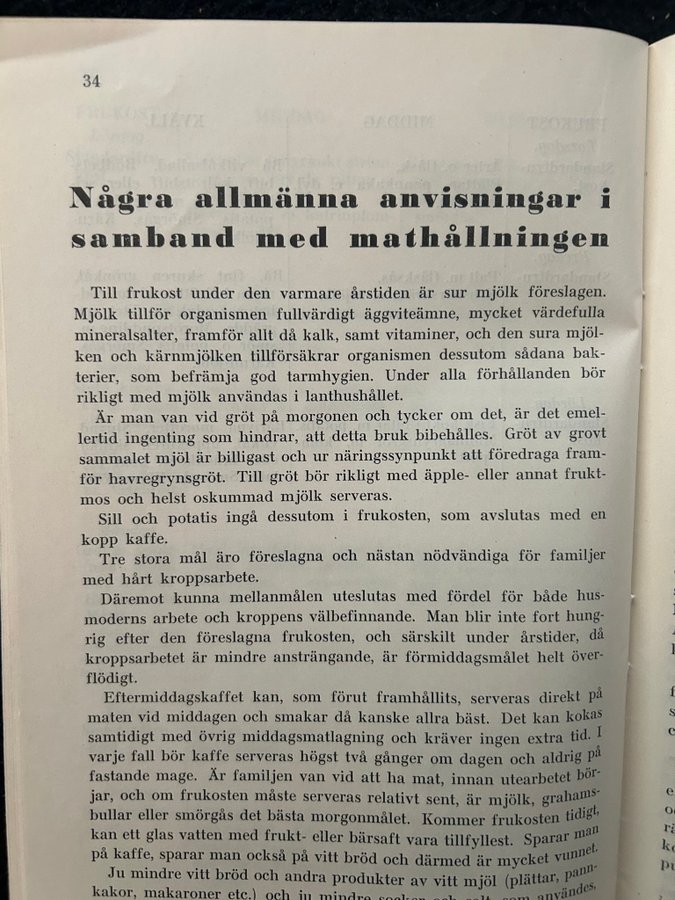 34
Några allmänna anvisningar i
samband med mathållningen
Till frukost under den varmare årstiden är sur mjölk föreslagen.
Mjölk tillför organismen fullvärdigt äggviteämne, mycket värdefulla
mineralsalter, framför allt då kalk, samt vitaminer, och den sura mjöl-
ken och kärnmjölken tillförsäkrar organismen dessutom sådana bak-
terier, som befrämja god tarmhygien. Under alla förhållanden bör
rikligt med mjölk användas i lanthushållet.
Är man van vid gröt på morgonen och tycker om det, är det emel-
lertid ingenting som hindrar, att detta bruk bibehålles. Gröt av grovt
sammalet mjöl är billigast och ur näringssynpunkt att föredraga fram-
för havregrynsgröt. Till gröt bör rikligt med äpple- eller annat frukt-
mos och helst oskummad mjölk serveras.
Sill och potatis ingå dessutom i frukosten, som avslutas med en
kopp kaffe.
Tre stora mål äro föreslagna och nästan nödvändiga för familjer
med hårt kroppsarbete.
Däremot kunna mellanmålen uteslutas med fördel för både hus-
moderns arbete och kroppens välbefinnande. Man blir inte fort hung-
rig efter den föreslagna frukosten, och särskilt under årstider, då
kroppsarbetet är mindre ansträngande, är förmiddagsmålet helt över-
flödigt.
Eftermiddagskaffet kan, som förut framhållits, serveras direkt på
maten vid middagen och smakar då kanske allra bäst. Det kan kokas
samtidigt med övrig middagsmatlagning och kräver ingen extra tid. I
varje fall bör kaffe serveras högst två gånger om dagen och aldrig på
fastande mage. Är familjen van vid att ha mat, innan utearbetet bör-
jar, och om frukosten måste serveras relativt sent, är mjölk, grahams-
bullar eller smörgås det bästa morgonmålet. Kommer frukosten tidigt,
kan ett glas vatten med frukt- eller bärsaft vara tillfyllest. Sparar man
på kaffe, sparar man också på vitt bröd och därmed är mycket vunnet.
Ju mindre vitt bröd och andra produkter av vitt mjöl (plättar, pann-
kakor, makaroner etc.) och ju mindre socker och salt som användes,